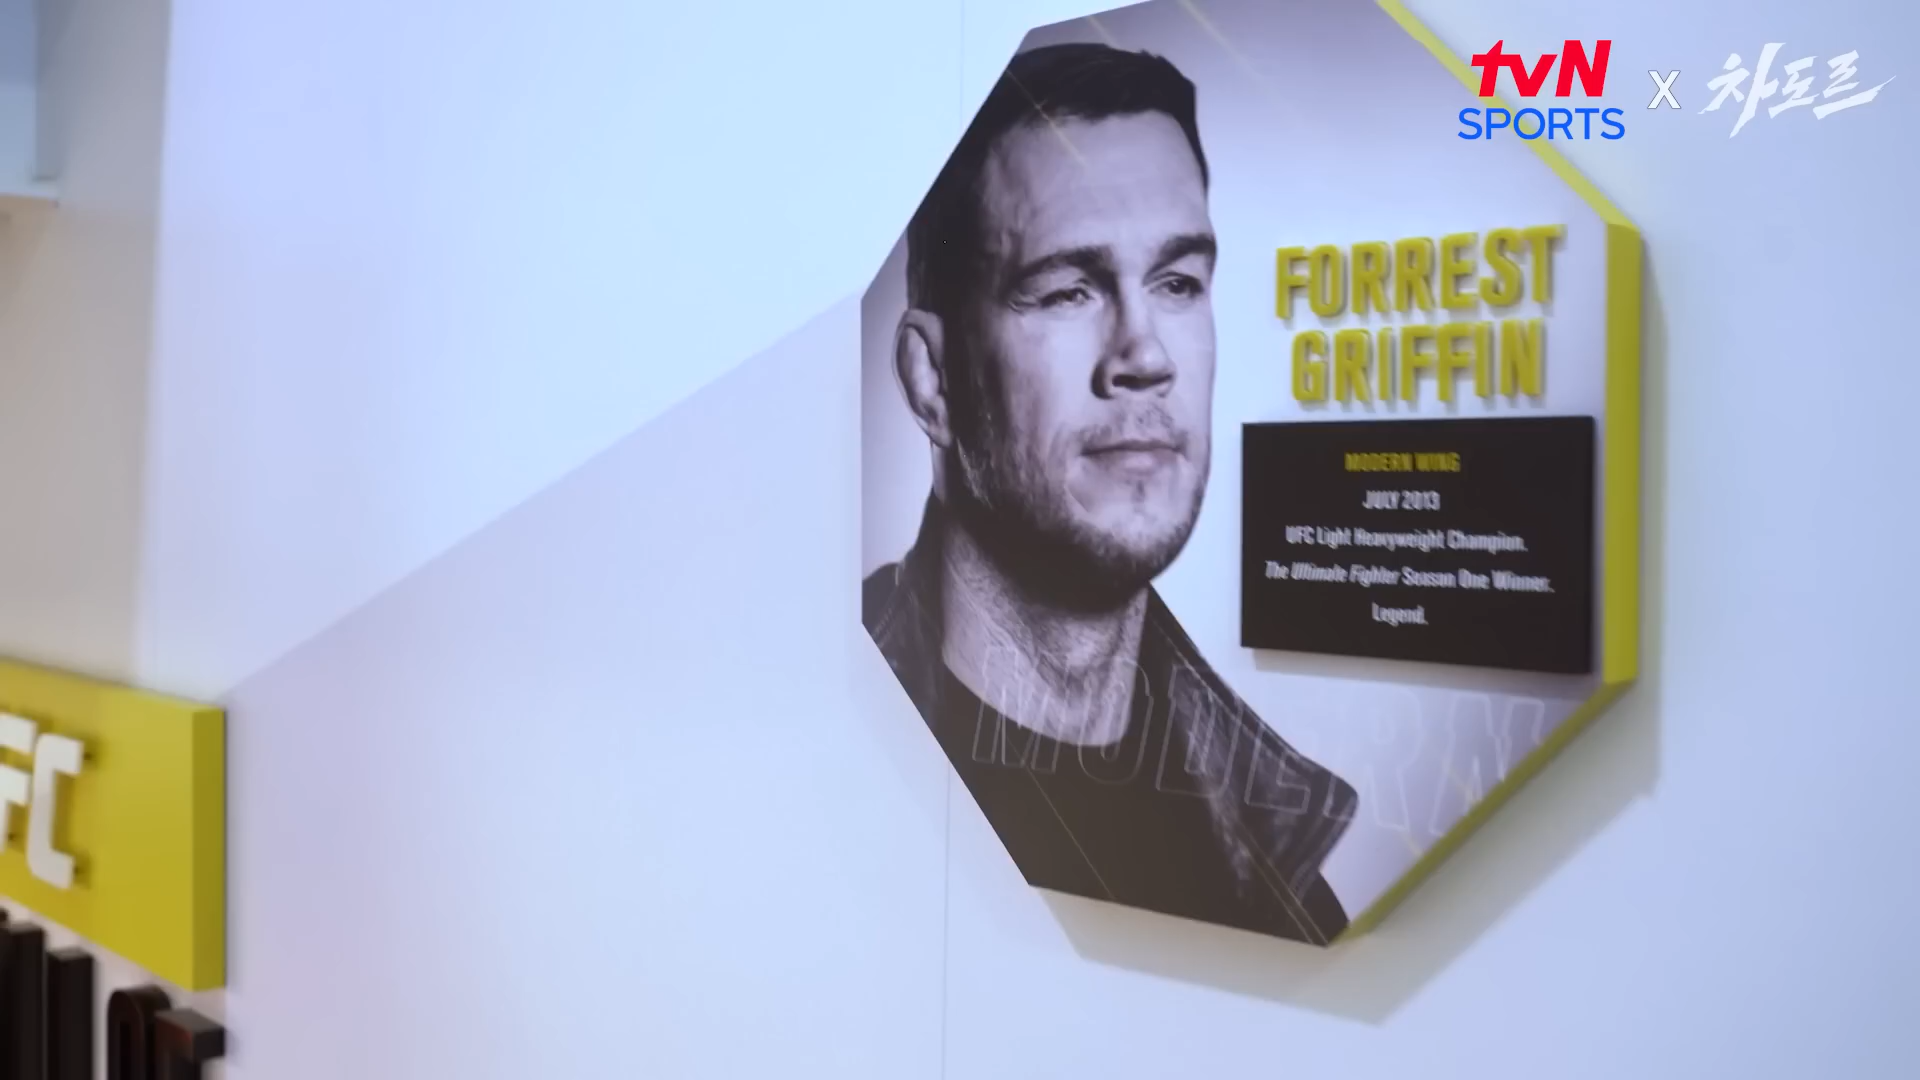 tvN
SPORTS
X 차도르
FORREST
GRIFFIN
MODERN WING
JULY 2013
UFC Light Heavyweight Champion.
The Ultimate Fighter Season One Winner.
Legend.
MODERN
FC